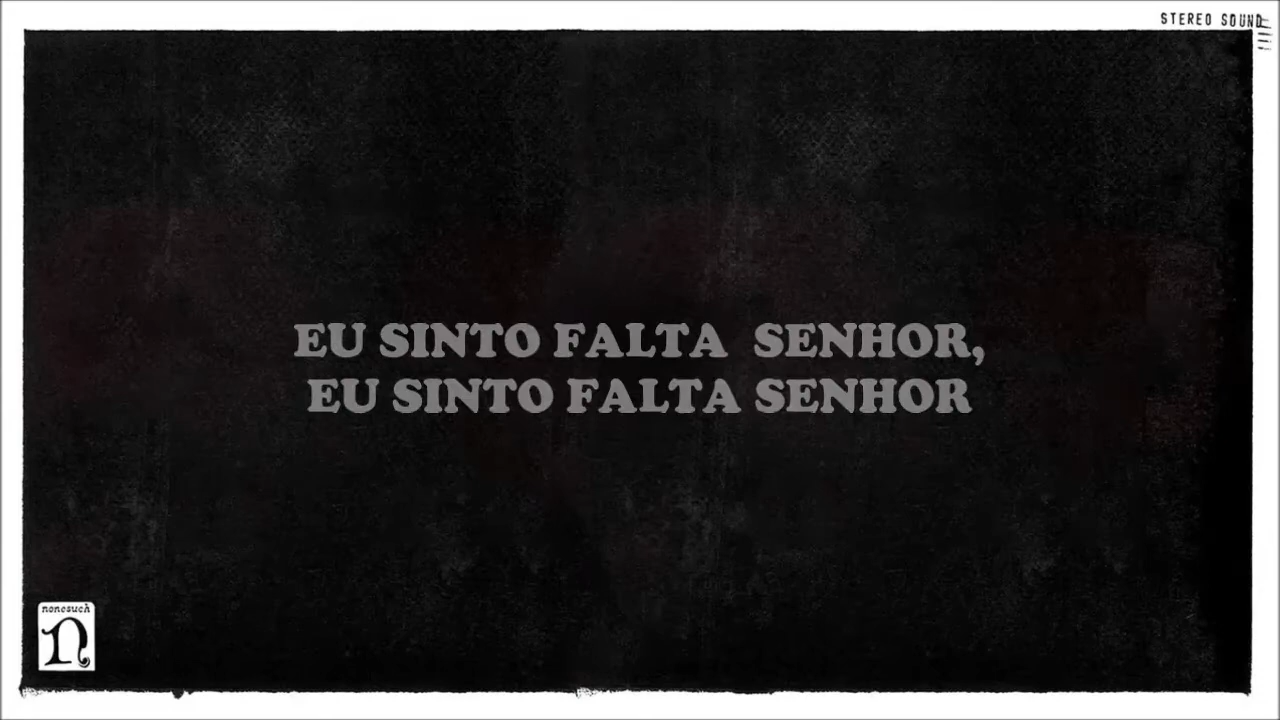 STEREO SOUND
EU SINTO FALTA  SENHOR,
EU SINTO FALTA SENHOR
nonesuch
n